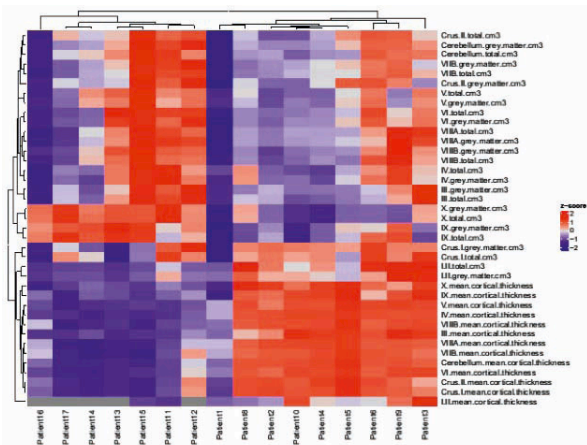 Crus.II.total.cm3
Cerebellum.grey.matter.cm3
Cerebellum.total.cm3
VIIB.grey.matter.cm3
VIIB.total.cm3
Crus.II.grey.matter.cm3
V.total.cm3
V.grey.matter.cm3
VI.total.cm3
VI.grey.matter.cm3
VIIIA.total.cm3
VIIIA.grey.matter.cm3
VIIIB.grey.matter.cm3
VIIIB.total.cm3
IV.total.cm3
IV.grey.matter.cm3
III.grey.matter.cm3
III.total.cm3
X.grey.matter.cm3
X.total.cm3
IX.grey.matter.cm3
IX.total.cm3
Crus.I.grey.matter.cm3
Crus.I.total.cm3
I.II.total.cm3
I.II.grey.matter.cm3
X.mean.cortical.thickness
IX.mean.cortical.thickness
V.mean.cortical.thickness
IV.mean.cortical.thickness
VIIIB.mean.cortical.thickness
III.mean.cortical.thickness
VIIIA.mean.cortical.thickness
VIIB.mean.cortical.thickness
Cerebellum.mean.cortical.thickness
VI.mean.cortical.thickness
Crus.II.mean.cortical.thickness
Crus.I.mean.cortical.thickness
I.II.mean.cortical.thickness
z-score
2
1
0
-1
-2
Patient16
Patient17
Patient14
Patient13
Patient15
Patient11
Patient12
Patient1
Patient8
Patient2
Patient10
Patient4
Patient5
Patient6
Patient9
Patient3